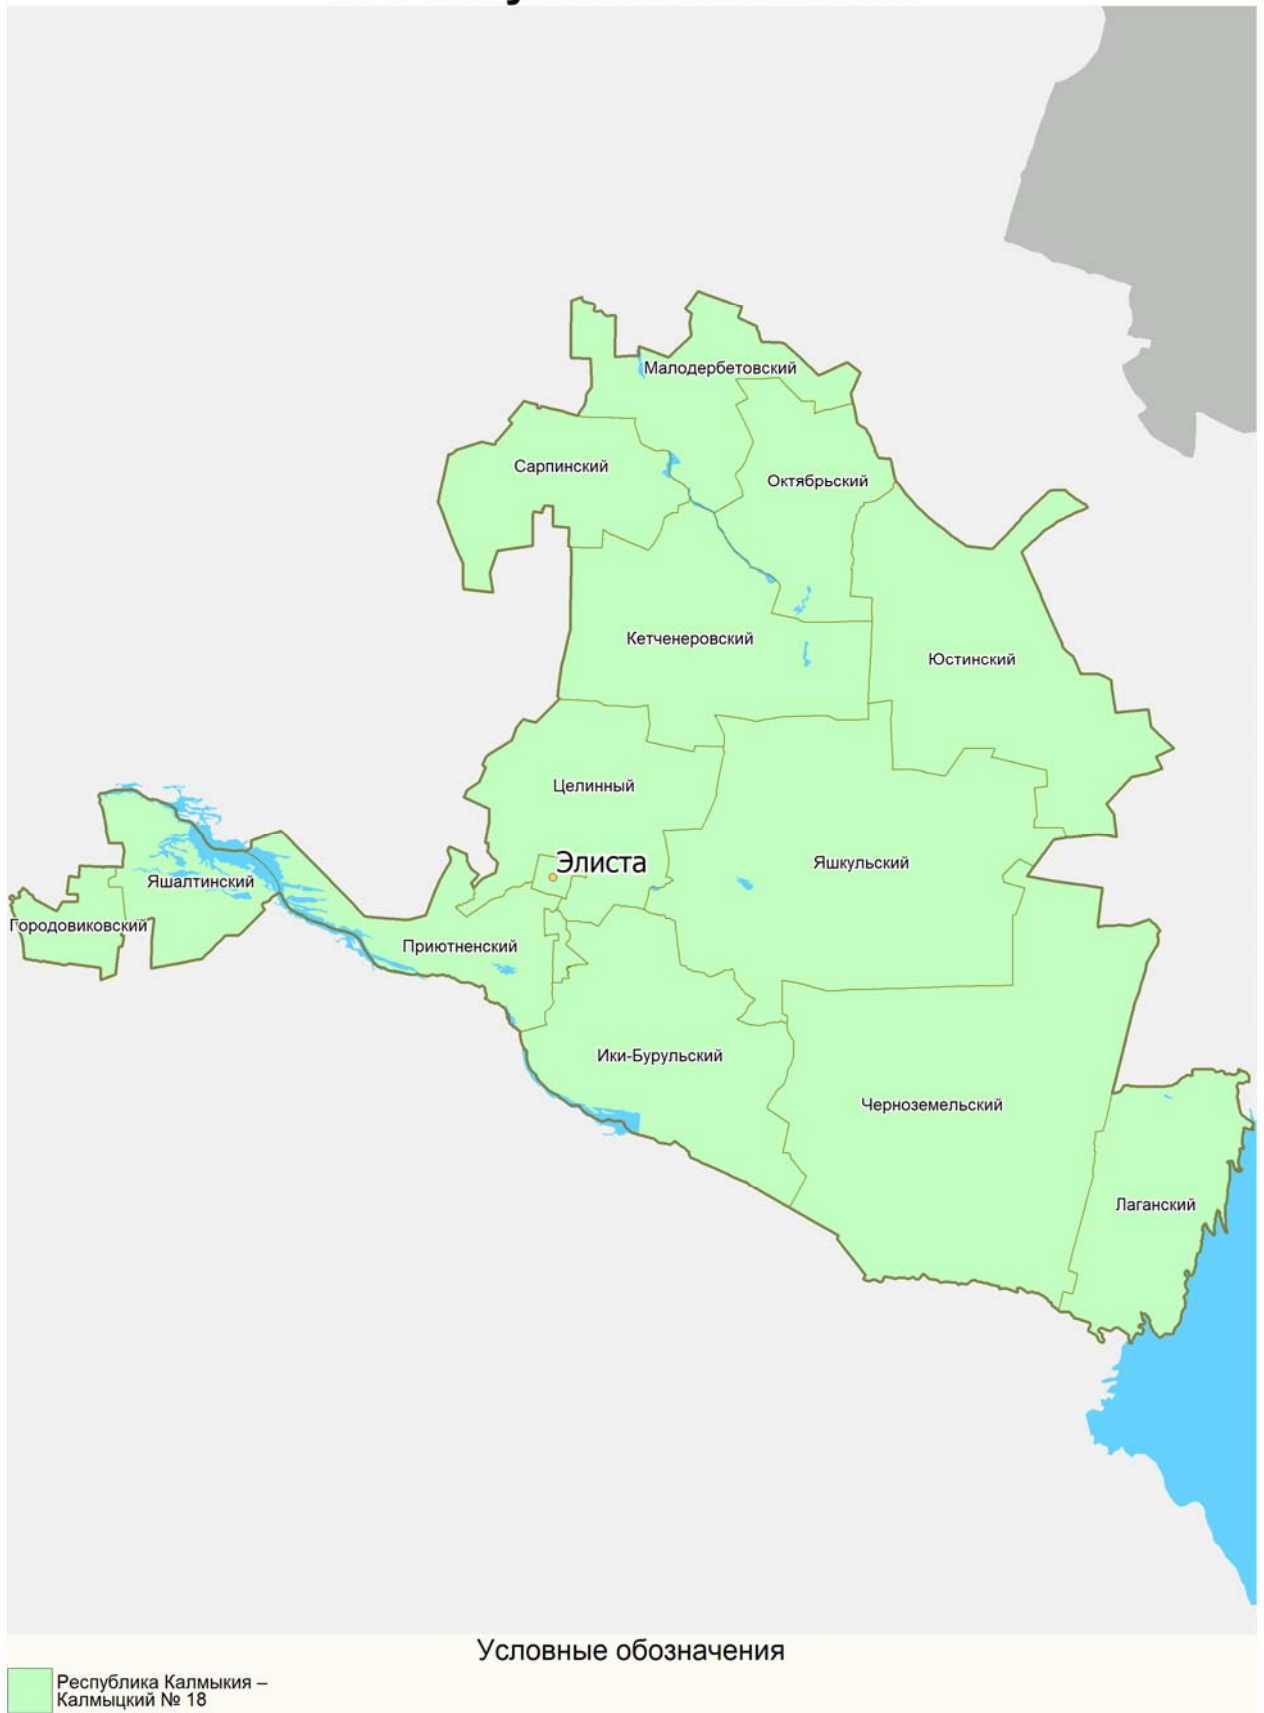 Малодербетовский
Сарпинский
Октябрьский
Кетченеровский
Юстинский
Целинный
Элиста
Яшкульский
Яшалтинский
Городовиковский
Приютненский
Ики-Бурульский
Черноземельский
Лаганский
Условные обозначения
Республика Калмыкия –
Калмыцкий № 18